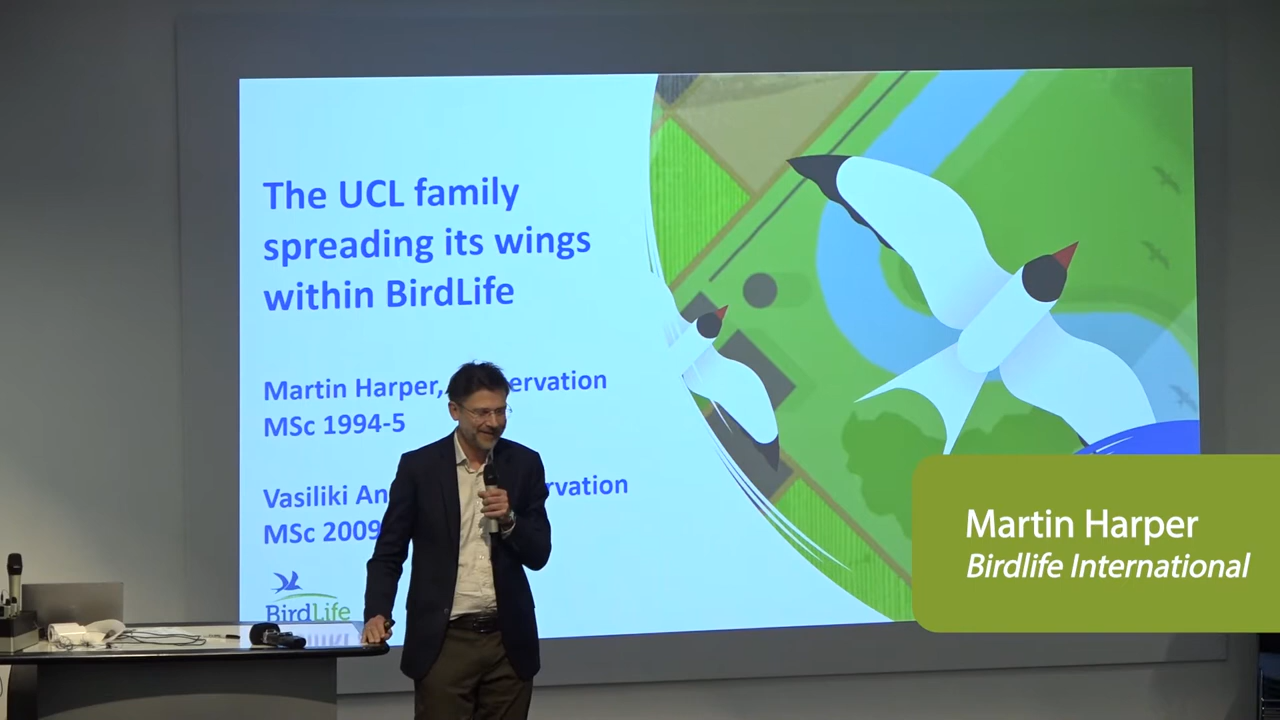 The UCL family
spreading its wings
within BirdLife
Martin Harper, ervation
MSc 1994-5
Vasiliki An rvation
MSc 2009
BirdLife
Martin Harper
Birdlife International